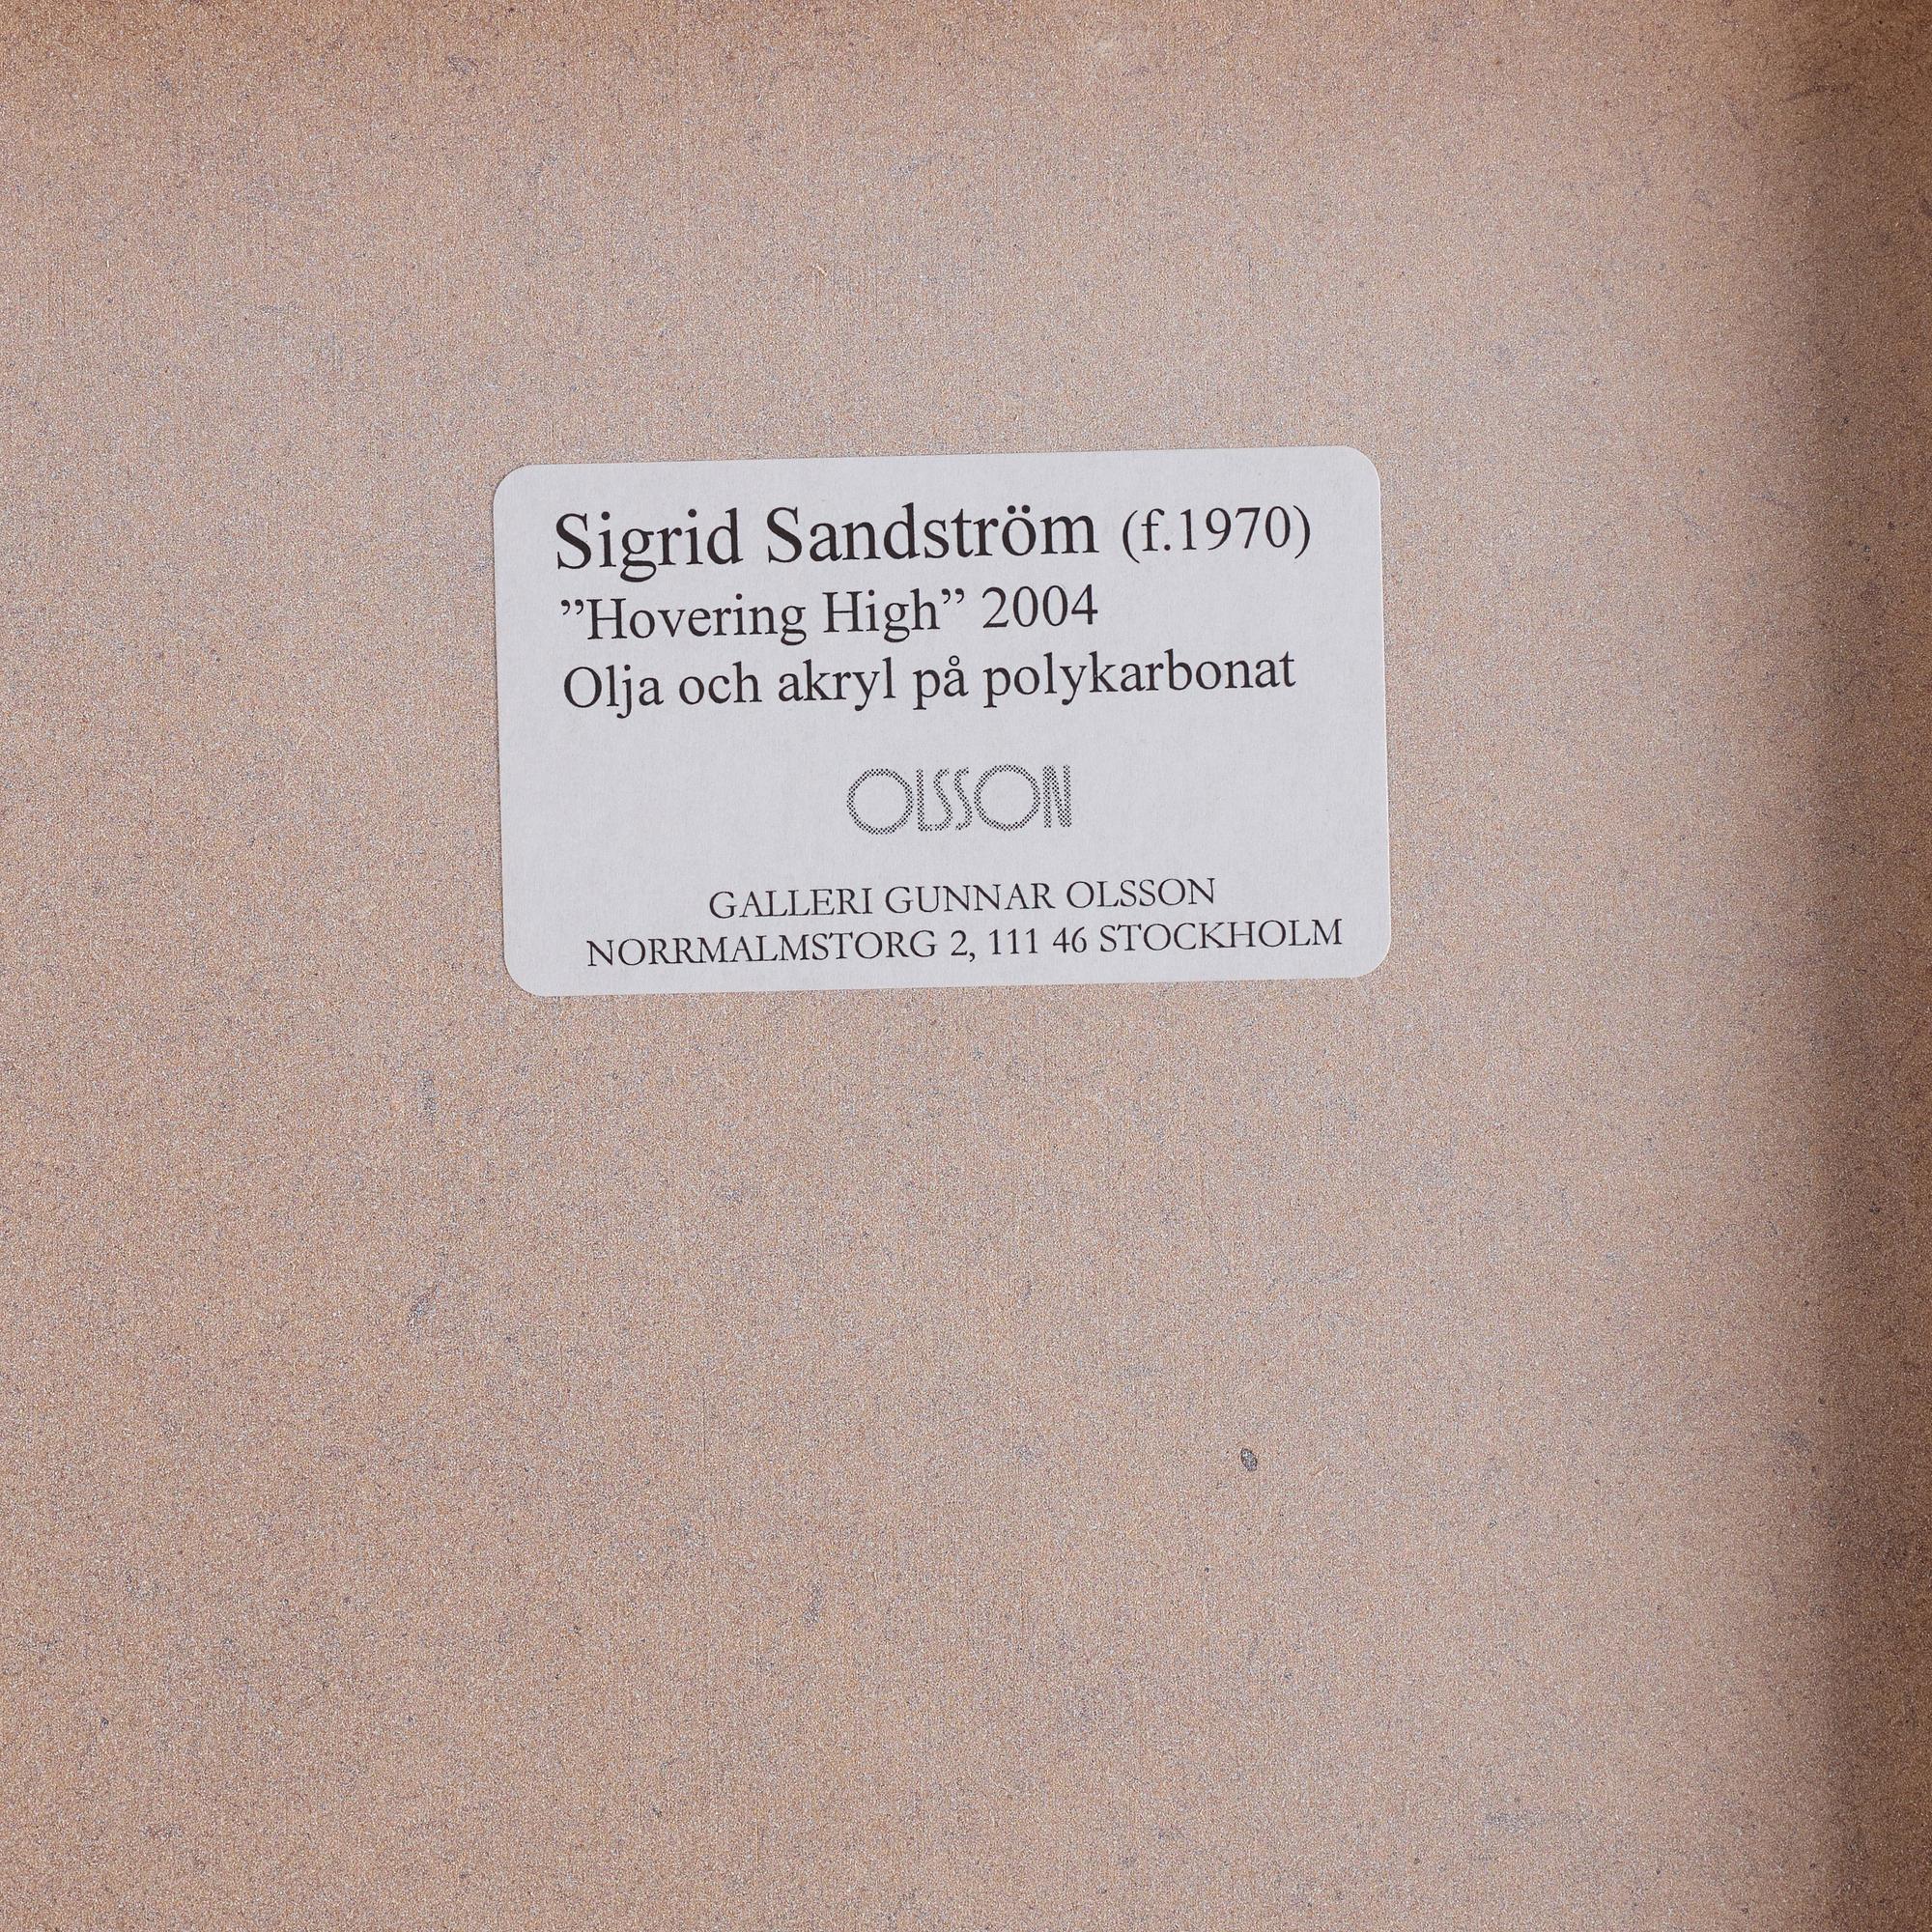 Sigrid Sandström (f.1970)
”Hovering High” 2004
Olja och akryl på polykarbonat
OLSSON
GALLERI GUNNAR OLSSON
NORRMALMSTORG 2, 111 46 STOCKHOLM